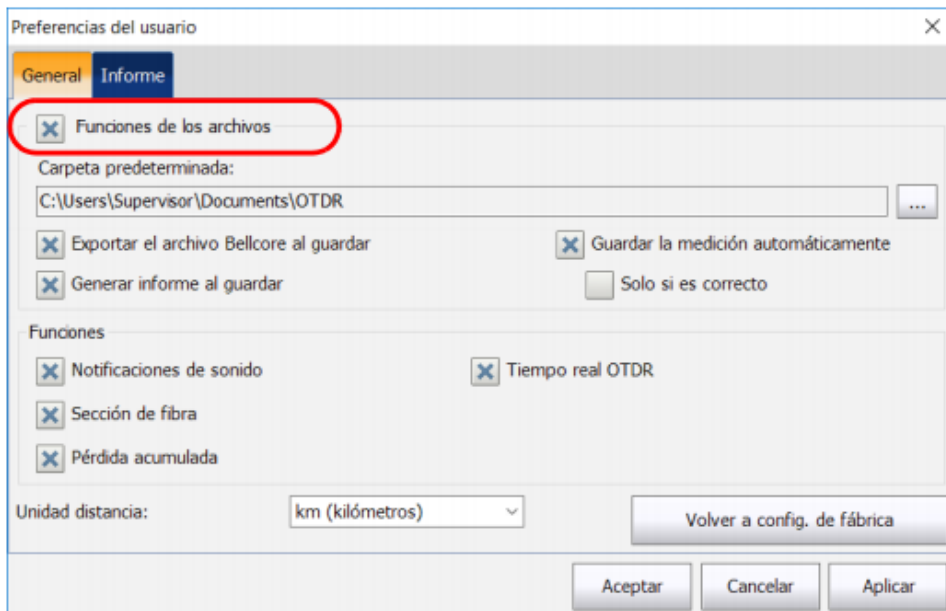 Preferencias del usuario
General Informe
Funciones de los archivos
Carpeta predeterminada:
C:\Users\Supervisor\Documents\OTDR ...
Exportar el archivo Bellcore al guardar Guardar la medición automáticamente
Generar informe al guardar Solo si es correcto
Funciones
Notificaciones de sonido Tiempo real OTDR
Sección de fibra
Pérdida acumulada
Unidad distancia: km (kilómetros) Volver a config. de fábrica
Aceptar Cancelar Aplicar